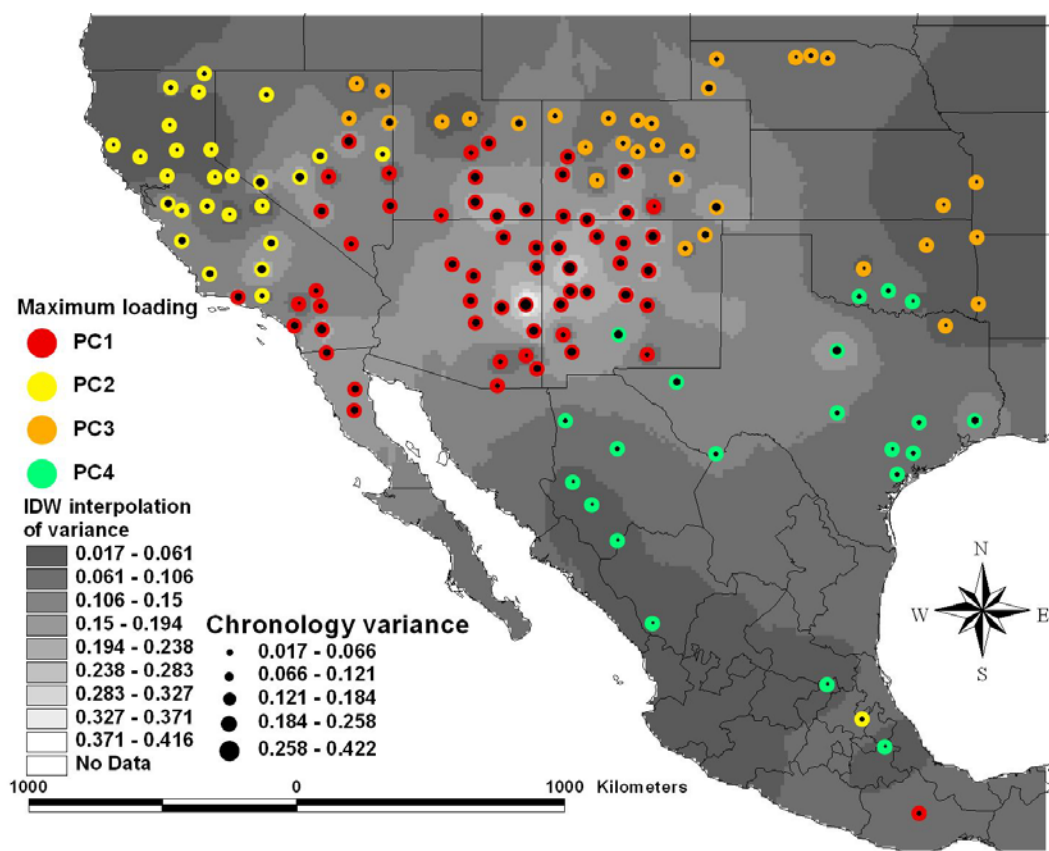 Maximum loading
PC1
PC2
PC3
PC4
IDW interpolation
of variance
0.017 - 0.061
0.061 - 0.106
0.106 - 0.15
0.15 - 0.194
0.194 - 0.238
0.238 - 0.283
0.283 - 0.327
0.327 - 0.371
0.371 - 0.416
No Data
Chronology variance
0.017 - 0.066
0.066 - 0.121
0.121 - 0.184
0.184 - 0.258
0.258 - 0.422
N
W E
S
1000 0 1000 Kilometers